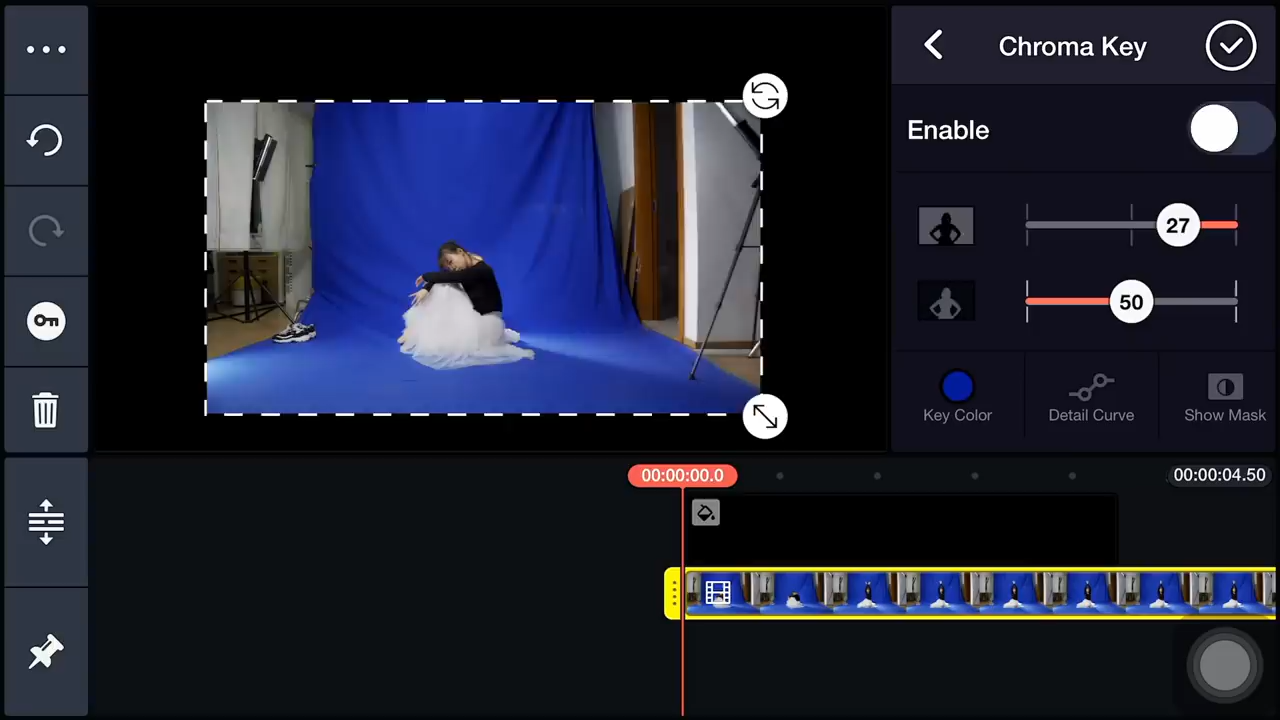 Chroma Key
Enable
27
50
Key Color
Detail Curve
Show Mask
00:00:00.0
00:00:04.50